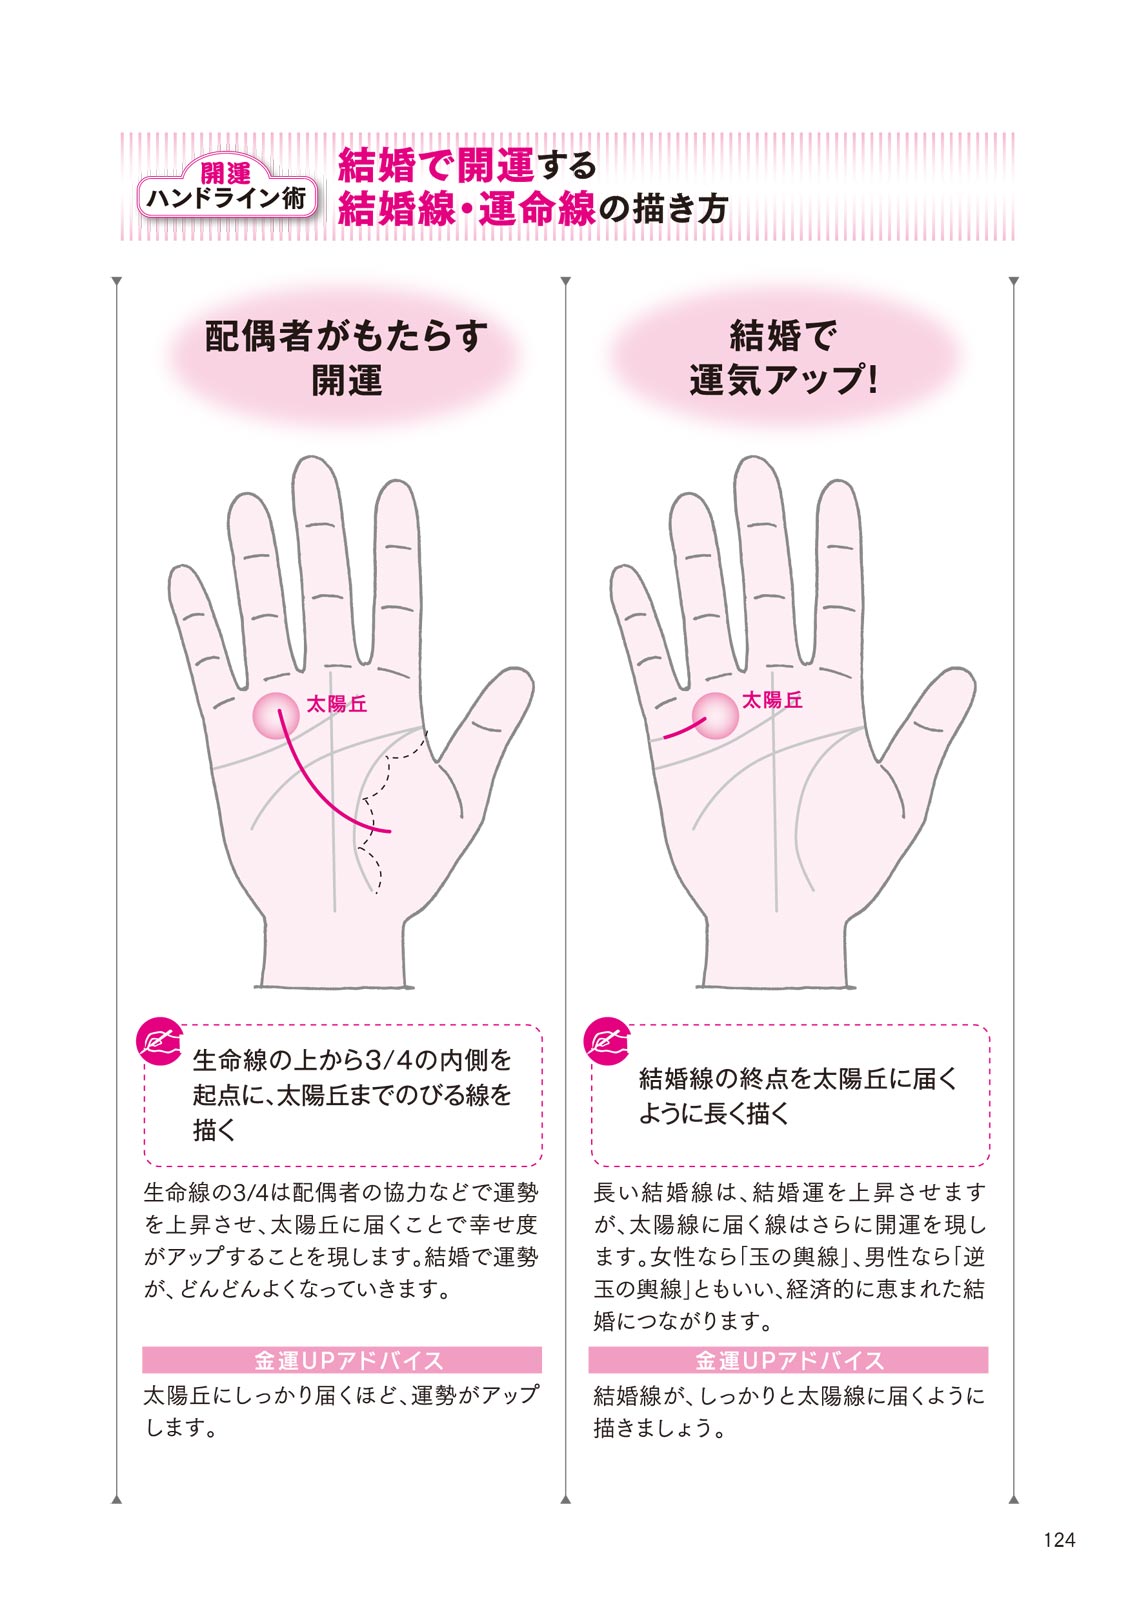 開運
ハンドライン術
結婚で開運する
結婚線・運命線の描き方
配偶者がもたらす
開運
太陽丘
生命線の上から3/4の内側を
起点に、太陽丘までのびる線を
描く
生命線の3/4は配偶者の協力などで運勢
を上昇させ、太陽丘に届くことで幸せ度
がアップすることを現します。結婚で運勢
が、どんどんよくなっていきます。
金運UPアドバイス
太陽丘にしっかり届くほど、運勢がアップ
します。
結婚で
運気アップ！
太陽丘
結婚線の終点を太陽丘に届く
ように長く描く
長い結婚線は、結婚運を上昇させます
が、太陽線に届く線はさらに開運を現し
ます。女性なら「玉の輿線」、男性なら「逆
玉の輿線」ともいい、経済的に恵まれた結
婚につながります。
金運UPアドバイス
結婚線が、しっかりと太陽線に届くように
描きましょう。
124